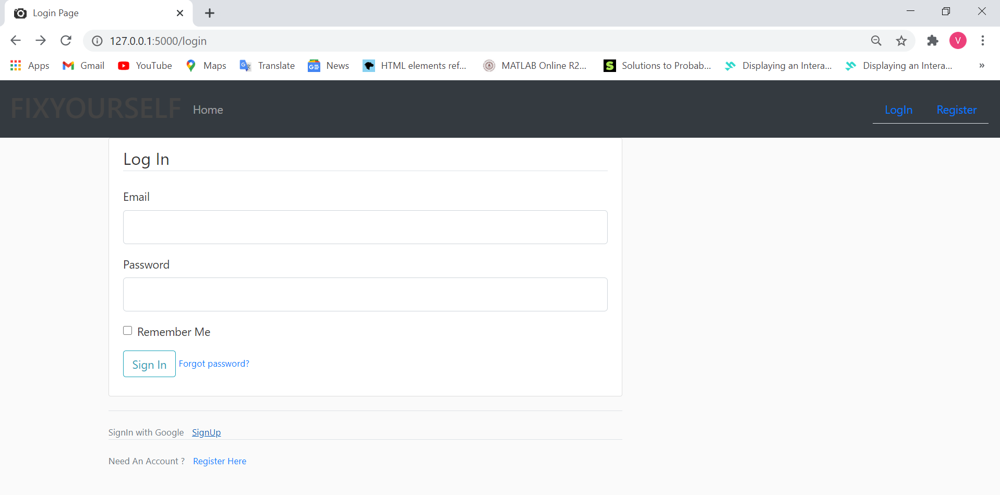 Login Page
127.0.0.1:5000/login
V
Apps Gmail YouTube Maps Translate News HTML elements ref... MATLAB Online R2... Solutions to Probab... Displaying an Intera... Displaying an Intera... »
FIXYOURSELF Home LogIn Register
Log In
Email
Password
Remember Me
Sign In Forgot password?
SignIn with Google SignUp
Need An Account ? Register Here